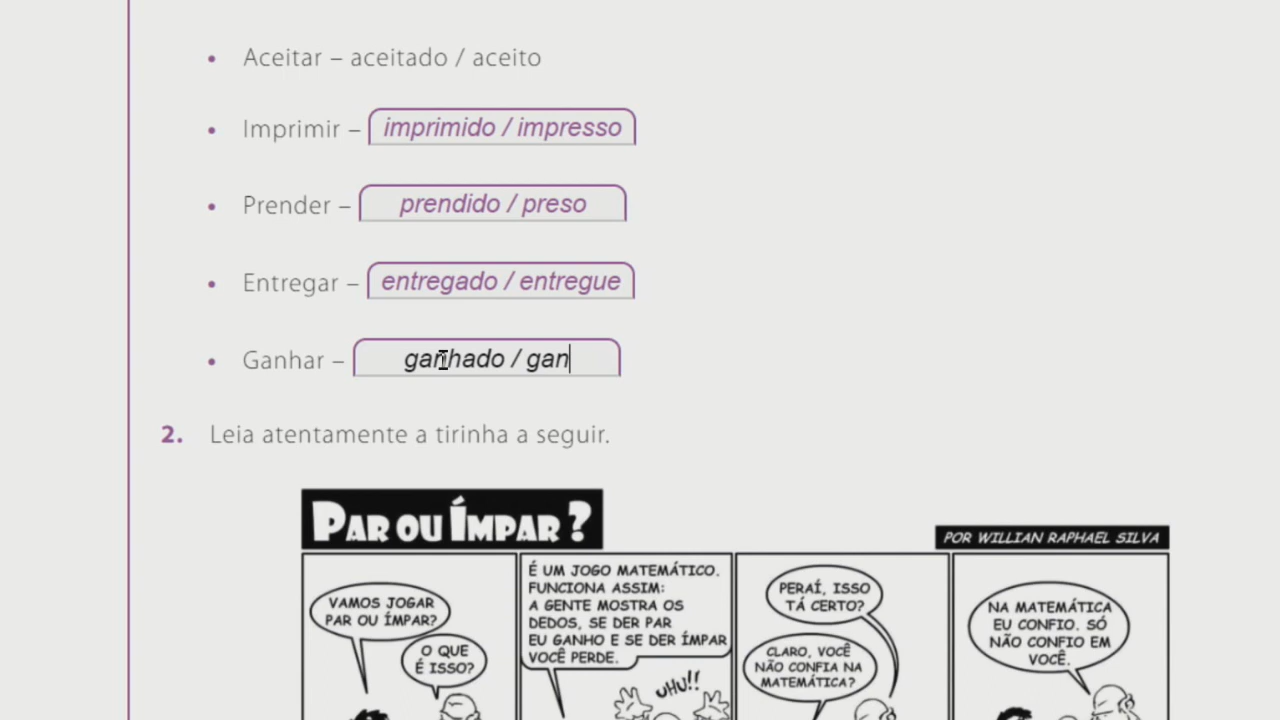 • Aceitar – aceitado / aceito
• Imprimir – imprimido / impresso
• Prender – prendido / preso
• Entregar – entregado / entregue
• Ganhar – ganhado / gan
2. Leia atentamente a tirinha a seguir.
PAR OU ÍMPAR?
POR WILLIAN RAPHAEL SILVA
VAMOS JOGAR
PAR OU ÍMPAR?
O QUE
É ISSO?
É UM JOGO MATEMÁTICO.
FUNCIONA ASSIM:
A GENTE MOSTRA OS
DEDOS, SE DER PAR
EU GANHO E SE DER ÍMPAR
VOCÊ PERDE.
UHU!!
PERAÍ, ISSO
TÁ CERTO?
CLARO, VOCÊ
NÃO CONFIA NA
MATEMÁTICA?
NA MATEMÁTICA
EU CONFIO. SÓ
NÃO CONFIO EM
VOCÊ.